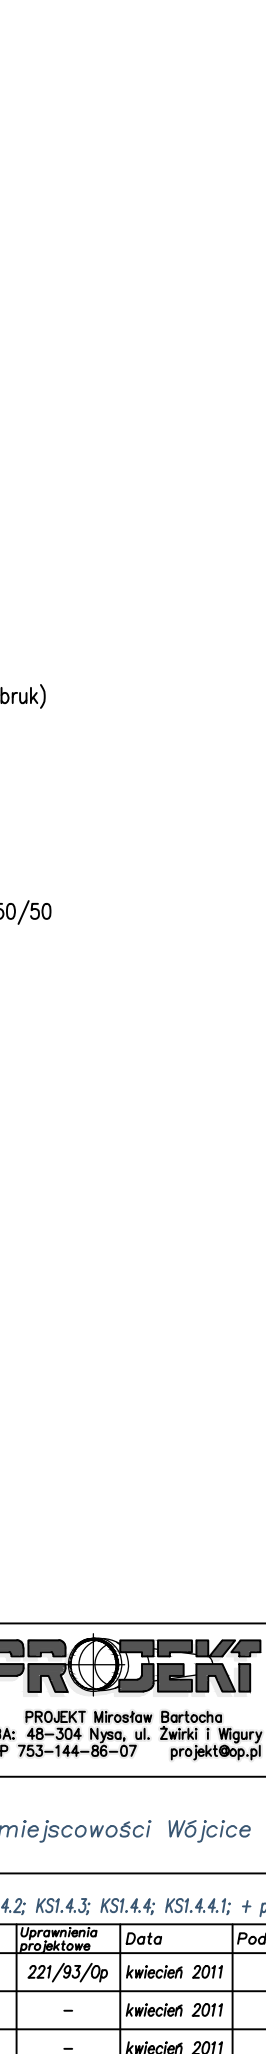 bruk)
50/50
PROJEKT
PROJEKT Mirosław Bartocha
48-304 Nysa, ul. Żwirki i Wigury
753-144-86-07 projekt@op.pl
miejscowości Wójcice
4.2; KS1.4.3; KS1.4.4; KS1.4.4.1; +
Uprawnienia
projektowe
Data
221/93/Op kwiecień 2011
- kwiecień 2011
- kwiecień 2011